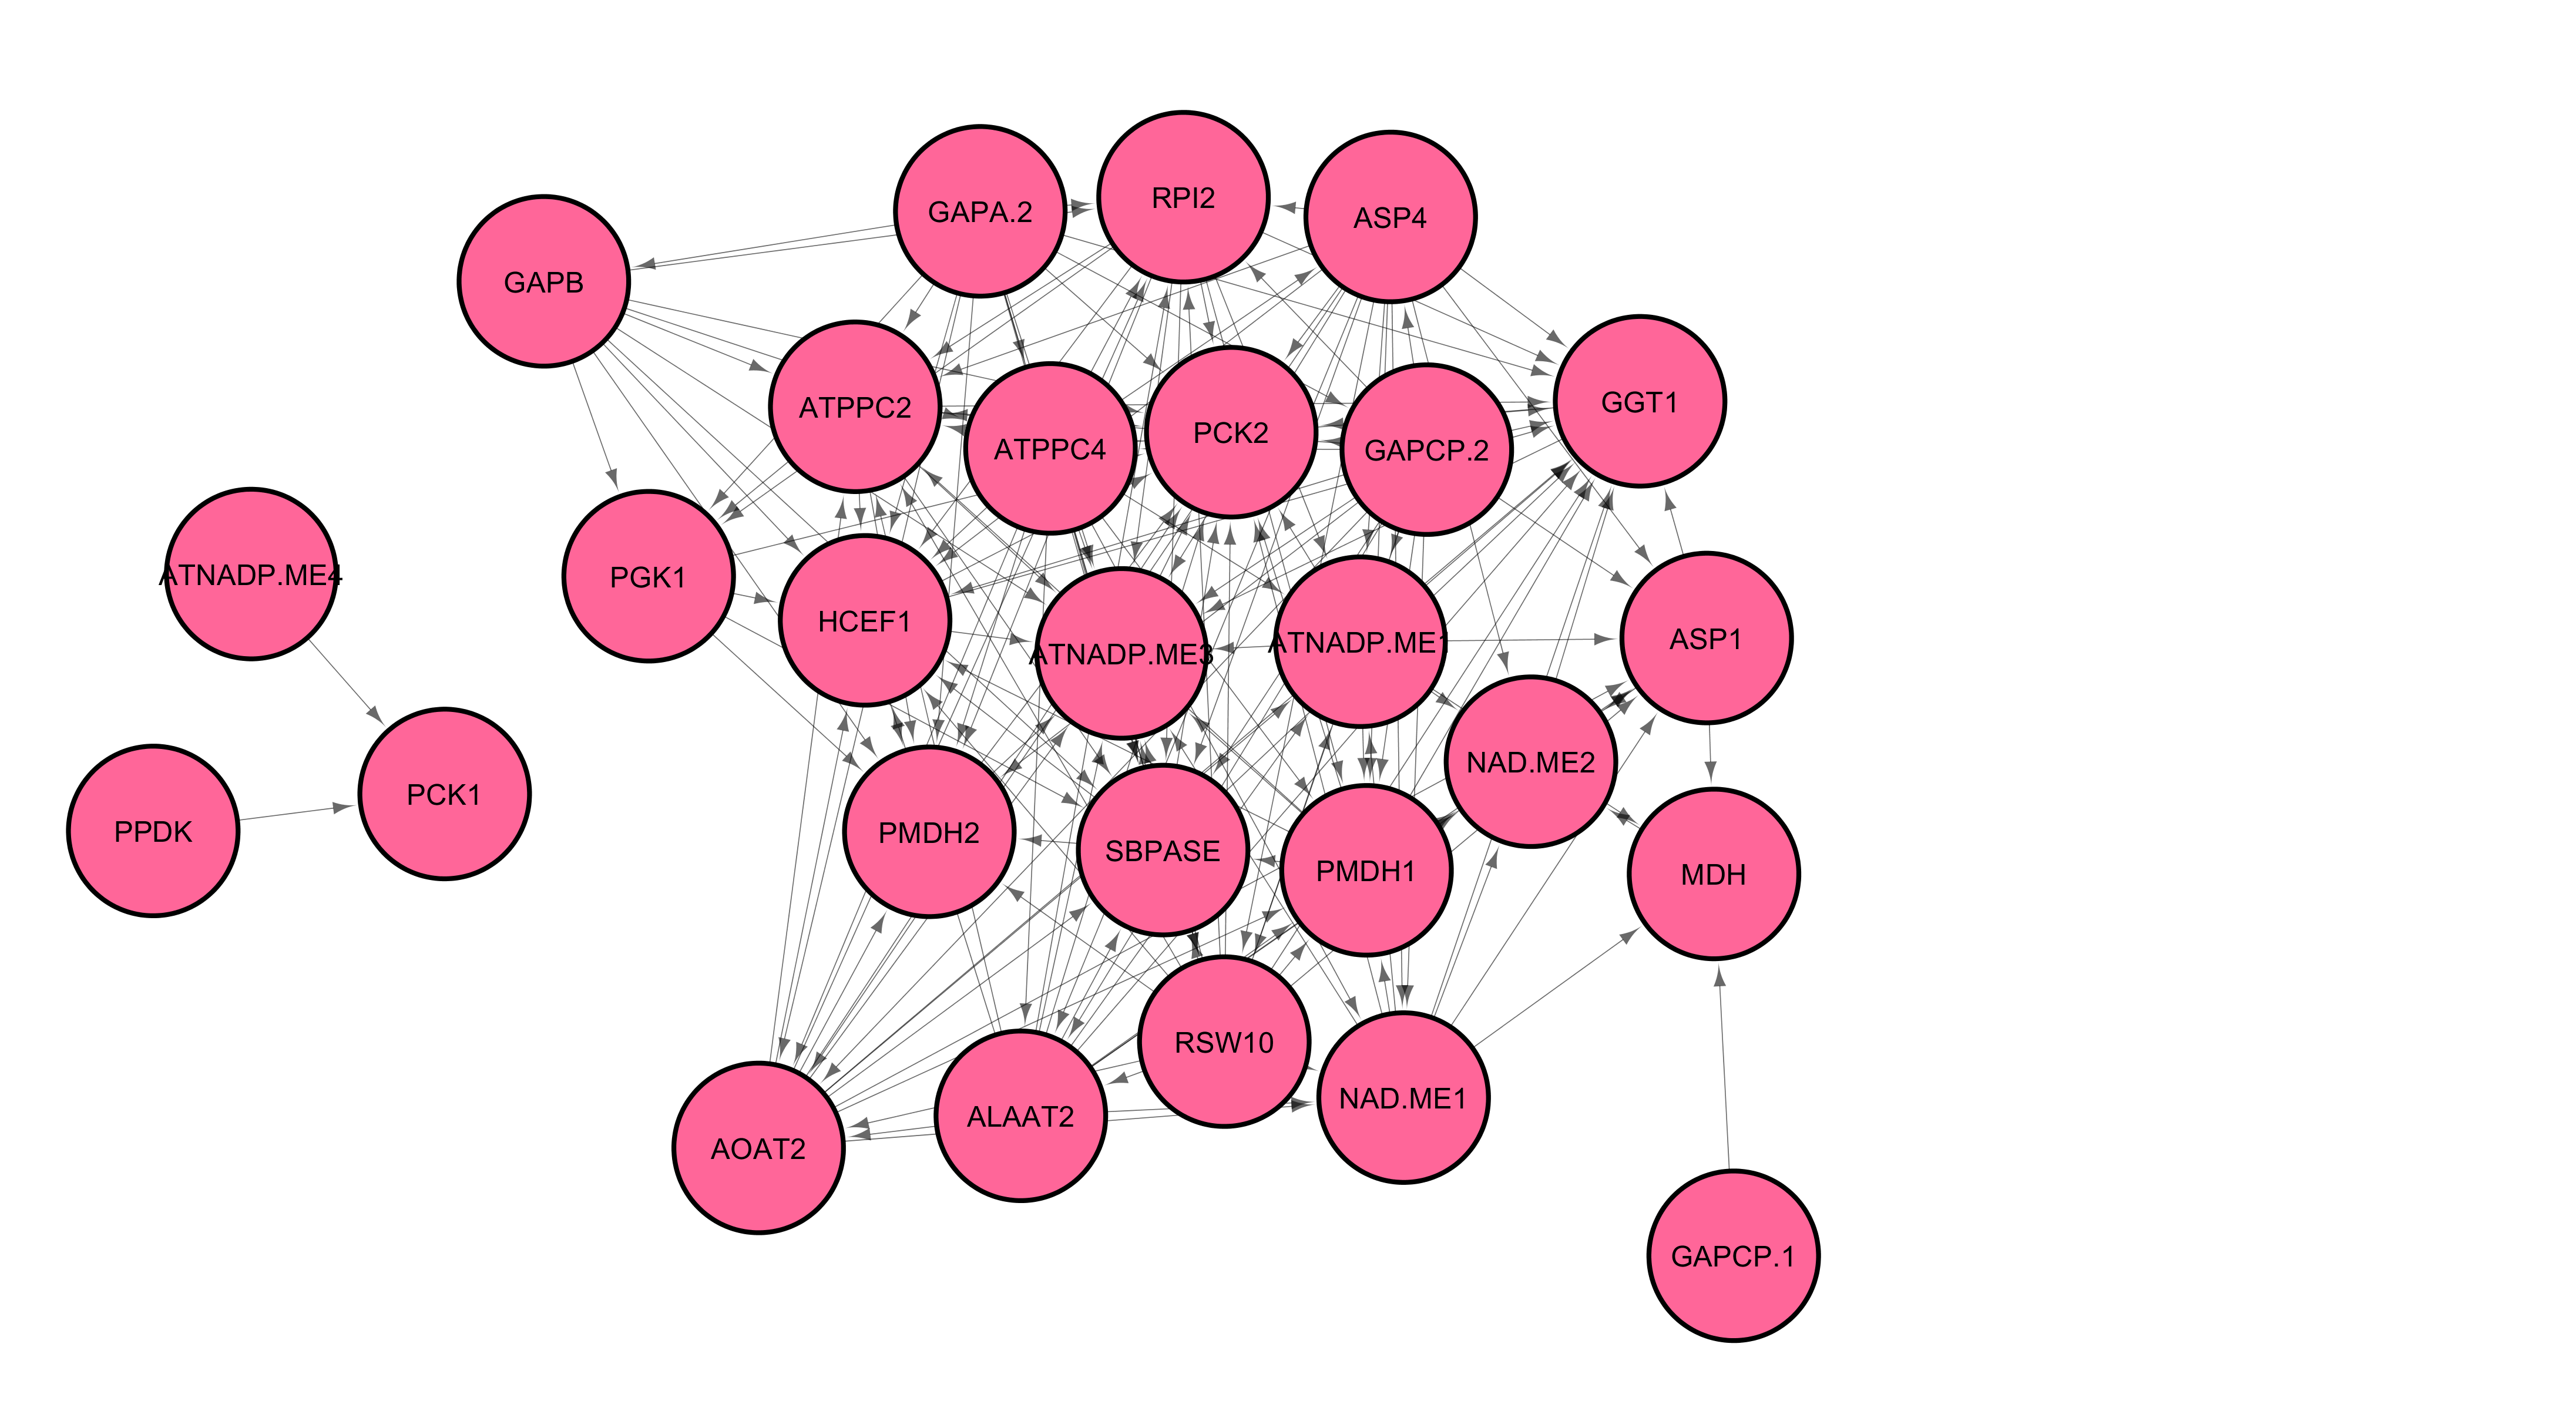 RPI2
GAPA.2
ASP4
GAPB
GGT1
ATPPC2
PCK2
ATPPC4
GAPCP.2
ATNADP.ME4
PGK1
HCEF1
ATNADP.ME3
ATNADP.ME1
ASP1
NAD.ME2
PCK1
PPDK
PMDH2
SBPASE
PMDH1
MDH
RSW10
NAD.ME1
ALAAT2
AOAT2
GAPCP.1